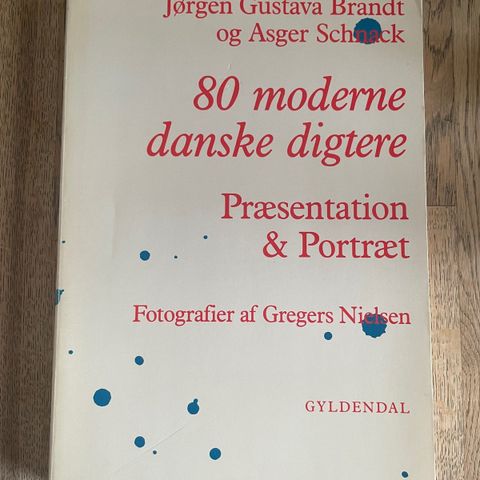 Jørgen Gustava Brandt
og Asger Schnack
80 moderne
danske digtere
Præsentation
& Portræt
Fotografier af Gregers Nielsen
GYLDENDAL